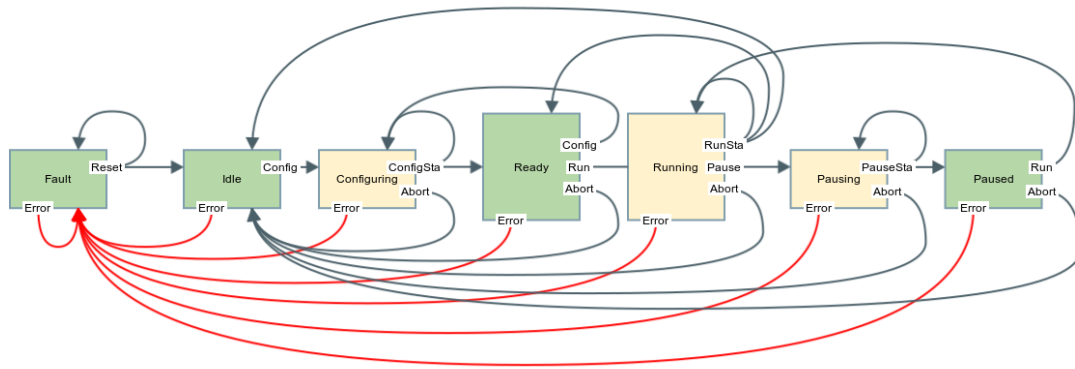 Fault
Reset
Error
Idle
Config
Error
Configuring
ConfigSta
Abort
Error
Ready
Config
Run
Abort
Error
Running
RunSta
Pause
Abort
Error
Pausing
PauseSta
Abort
Error
Paused
Run
Abort
Error